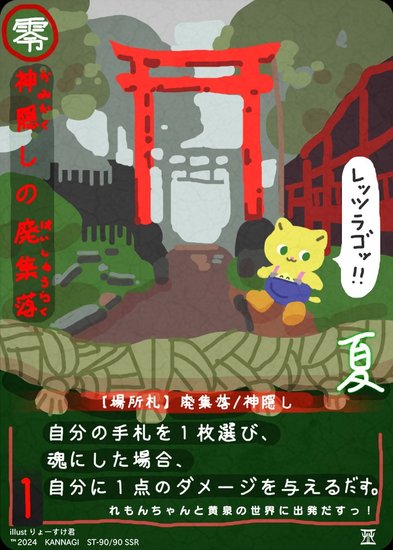 零
神隠しの廃集落
かみかく
はいしゅうらく
レッツラゴッ!!
夏
【場所札】廃集落/神隠し
自分の手札を1枚選び、
魂にした場合、
自分に1点のダメージを与えるだす。
れもんちゃんと黄泉の世界に出発だすっ!
1
illust りょーすけ君
™2024 KANNAGI ST-90/90 SSR